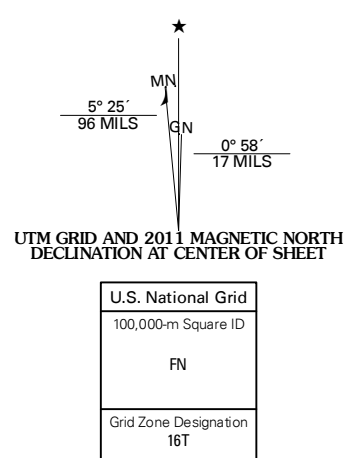 ★
MN
5° 25´
96 MILS
GN
0° 58´
17 MILS
UTM GRID AND 2011 MAGNETIC NORTH
DECLINATION AT CENTER OF SHEET
U.S. National Grid
100,000-m Square ID
FN
Grid Zone Designation
16T